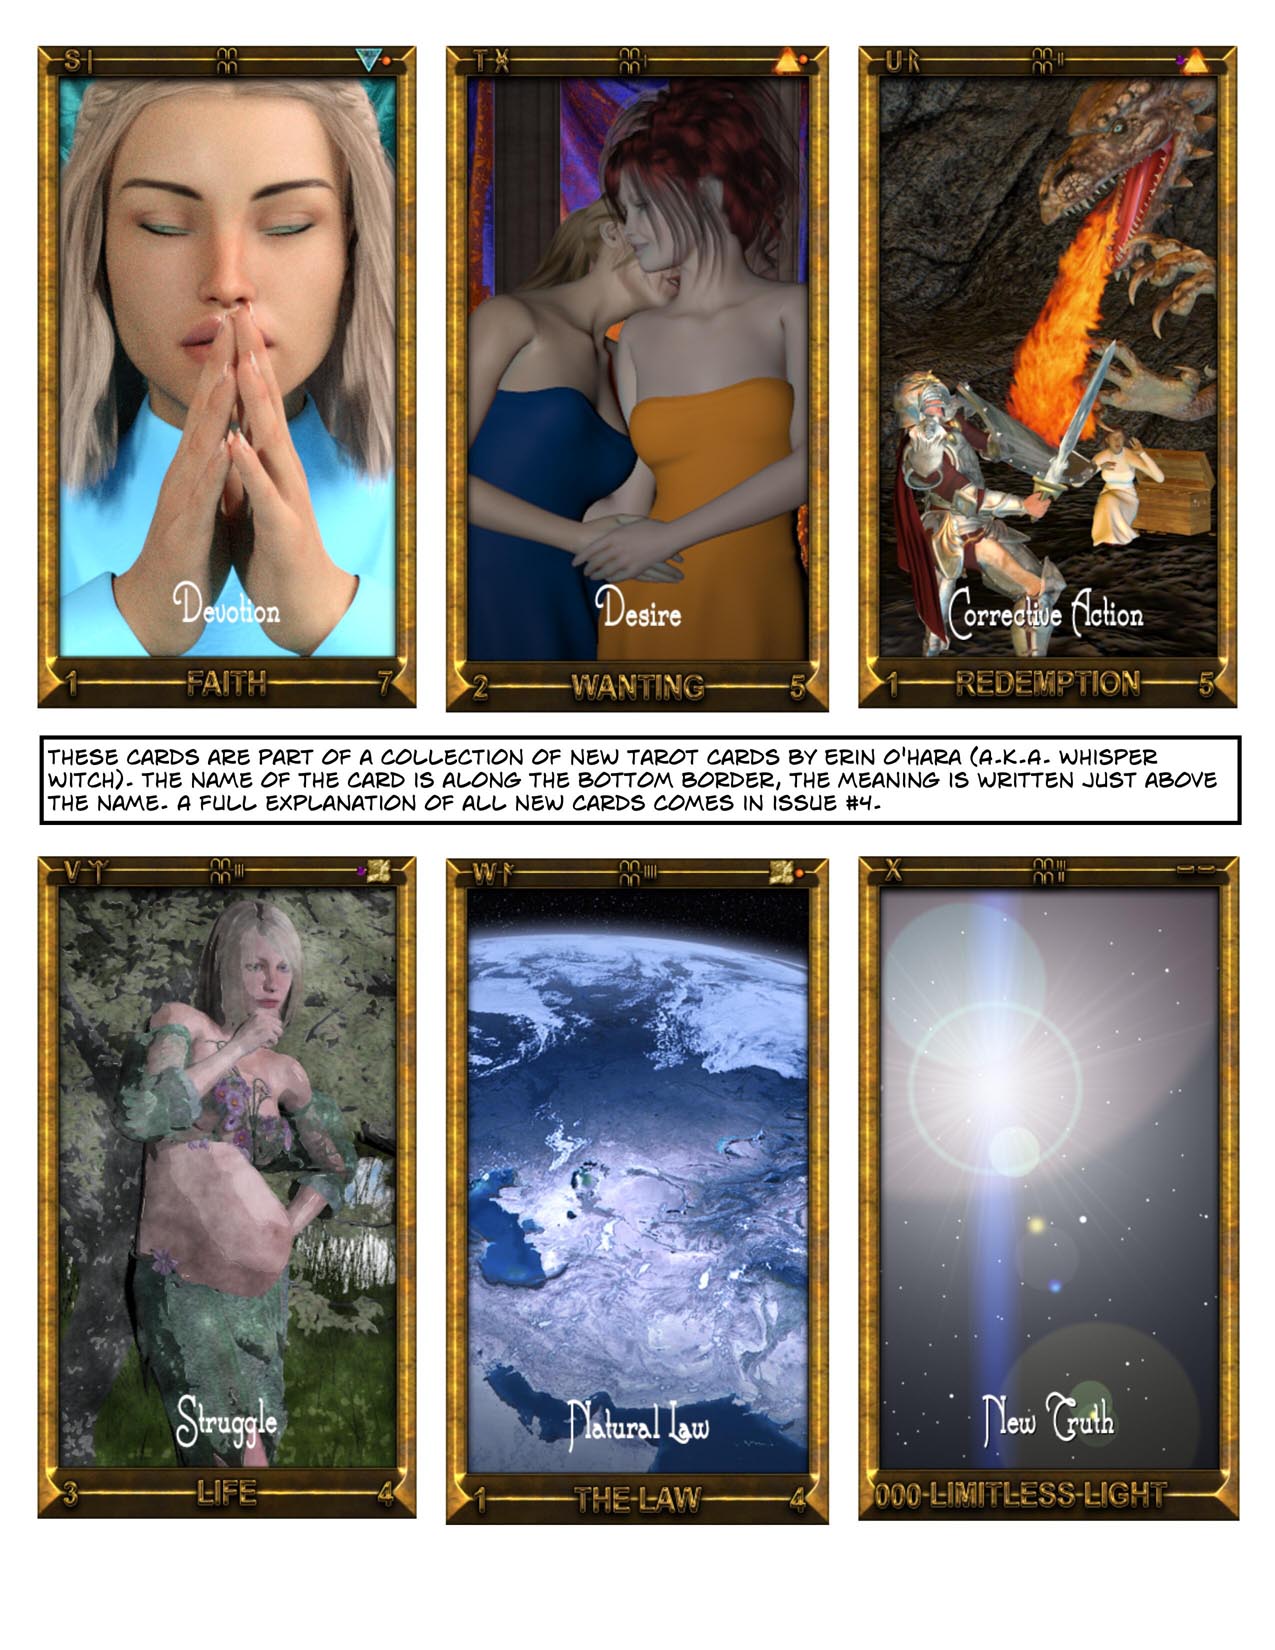 S
T
U
Devotion
Desire
Corrective Action
1 FAITH 7
2 WANTING 5
1 REDEMPTION 5
THESE CARDS ARE PART OF A COLLECTION OF NEW TAROT CARDS BY ERIN O'HARA (A.K.A. WHISPER
WITCH). THE NAME OF THE CARD IS ALONG THE BOTTOM BORDER, THE MEANING IS WRITTEN JUST ABOVE
THE NAME. A FULL EXPLANATION OF ALL NEW CARDS COMES IN ISSUE #4.
V
W
X
Struggle
Natural Law
New Truth
3 LIFE 4
1 THE LAW 4
000 LIMITLESS LIGHT